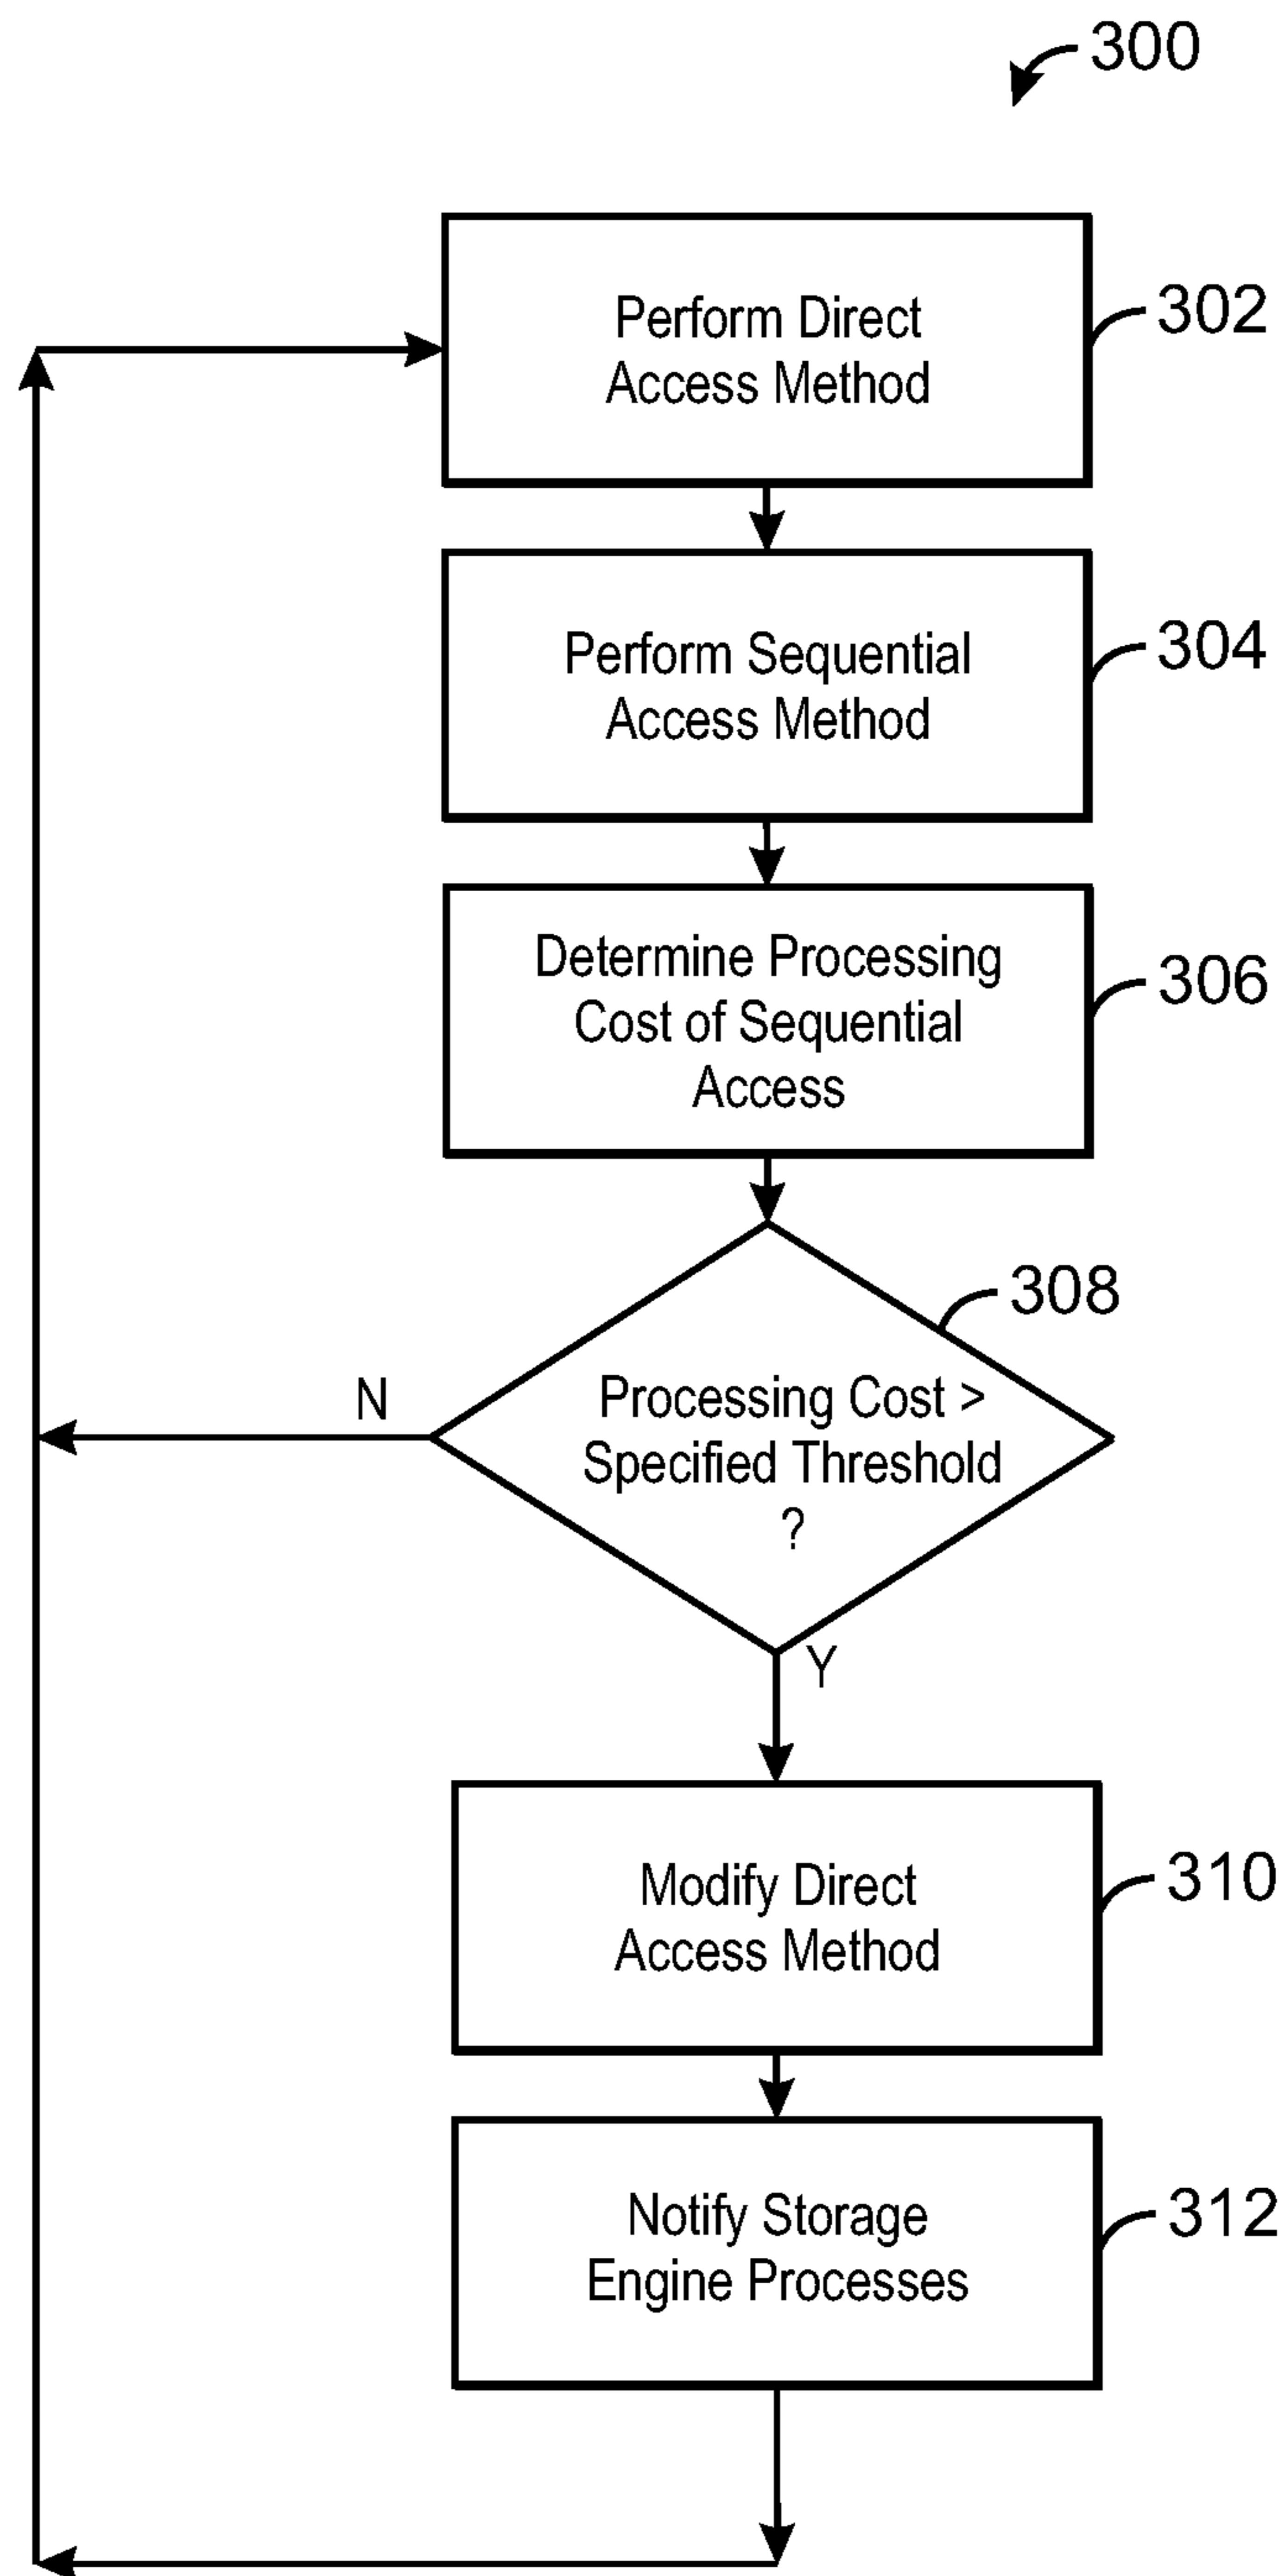 300
Perform Direct
Access Method
302
Perform Sequential
Access Method
304
Determine Processing
Cost of Sequential
Access
306
308
Processing Cost >
Specified Threshold
?
N
Y
Modify Direct
Access Method
310
Notify Storage
Engine Processes
312